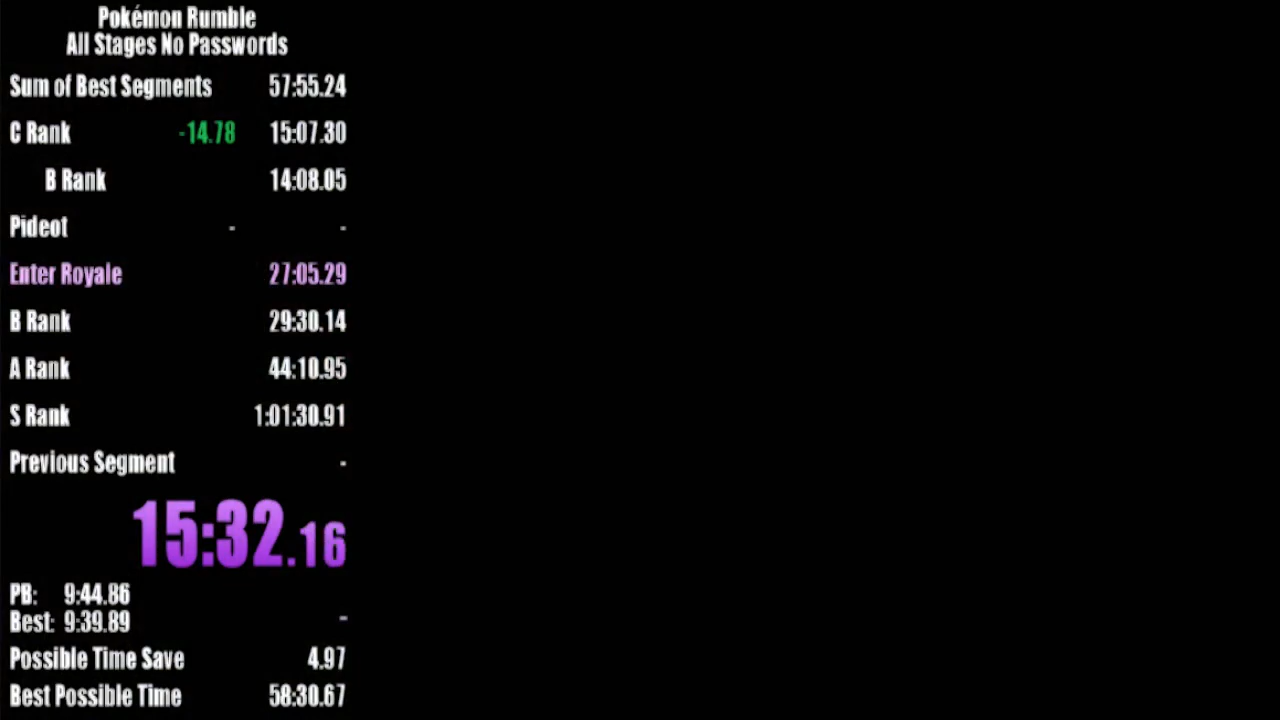 Pokémon Rumble
All Stages No Passwords
Sum of Best Segments 57:55.24
C Rank -14.78 15:07.30
B Rank 14:08.05
Pideot - -
Enter Royale 27:05.29
B Rank 29:30.14
A Rank 44:10.95
S Rank 1:01:30.91
Previous Segment -
15:32.16
PB: 9:44.86
Best: 9:39.89 -
Possible Time Save 4.97
Best Possible Time 58:30.67